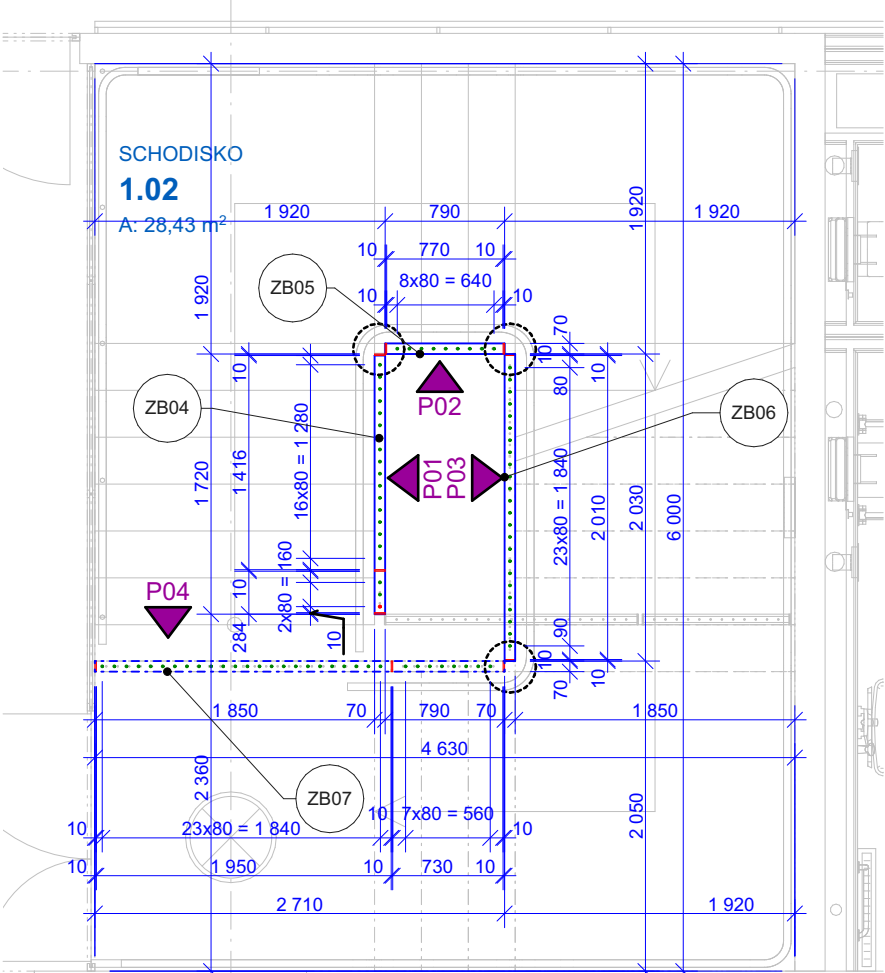 SCHODISKO
1.02
A: 28,43 m²
1 920
790
1 920
1 920
10
770
10
8x80 = 640
10
10
ZB05
1 920
70
10
80
10
P02
ZB04
ZB06
10
1 720
1 416
16x80 = 1 280
P01
P03
23x80 = 1 840
2 010
2 030
6 000
P04
10
284
2x80 = 160
10
90
10
70
10
1 850
70
790
70
1 850
4 630
2 360
ZB07
2 050
10
23x80 = 1 840
10
7x80 = 560
10
10
1 950
10
730
10
2 710
1 920